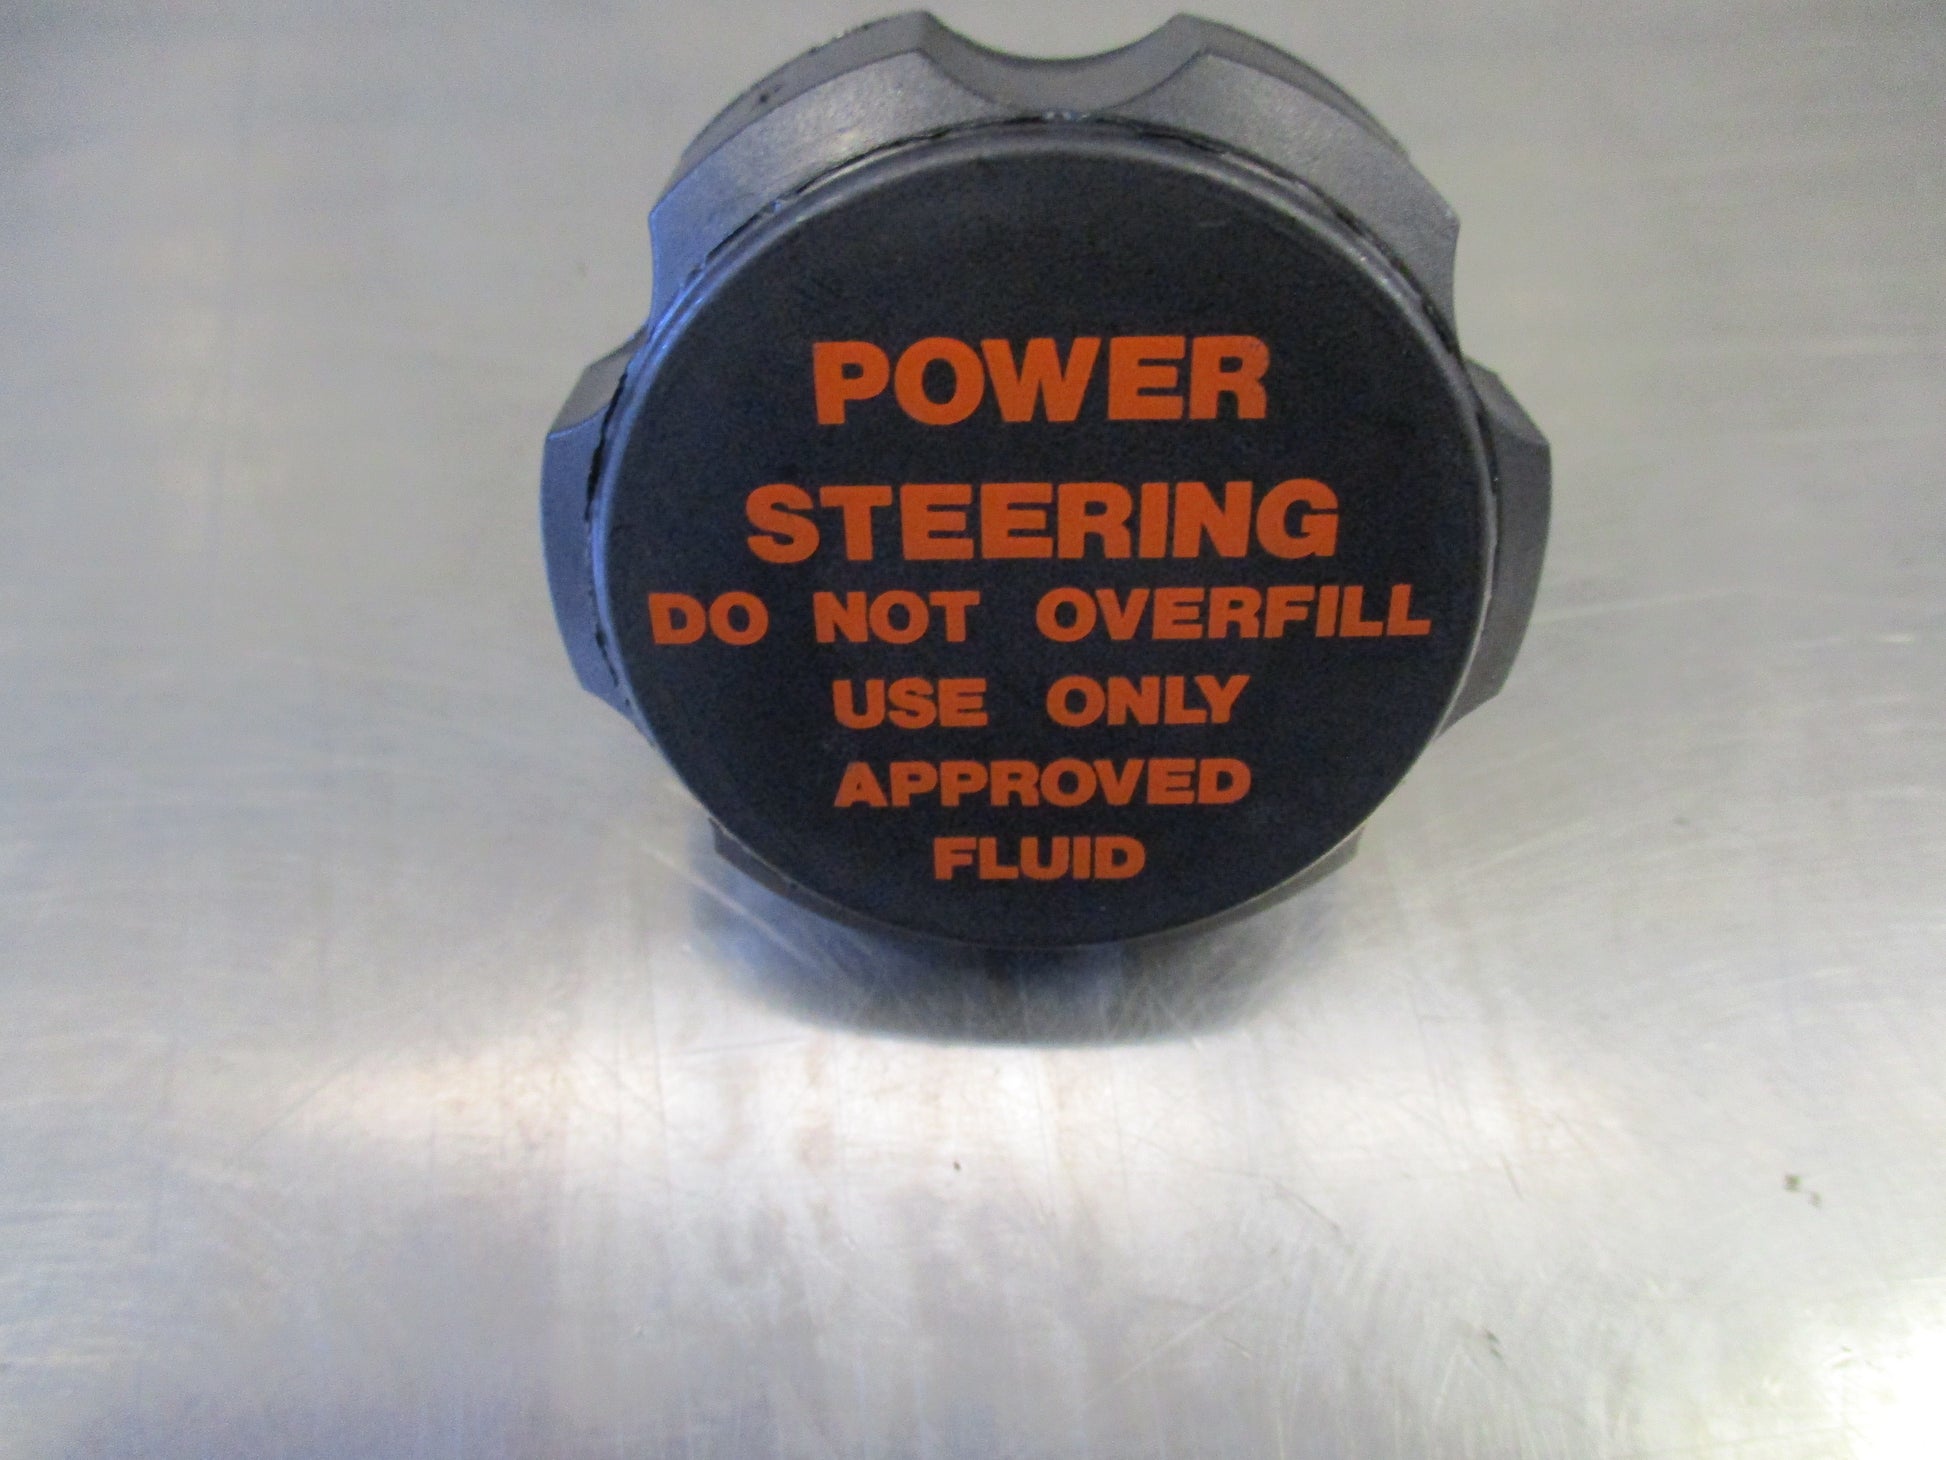 POWER
STEERING
DO NOT OVERFILL
USE ONLY
APPROVED
FLUID